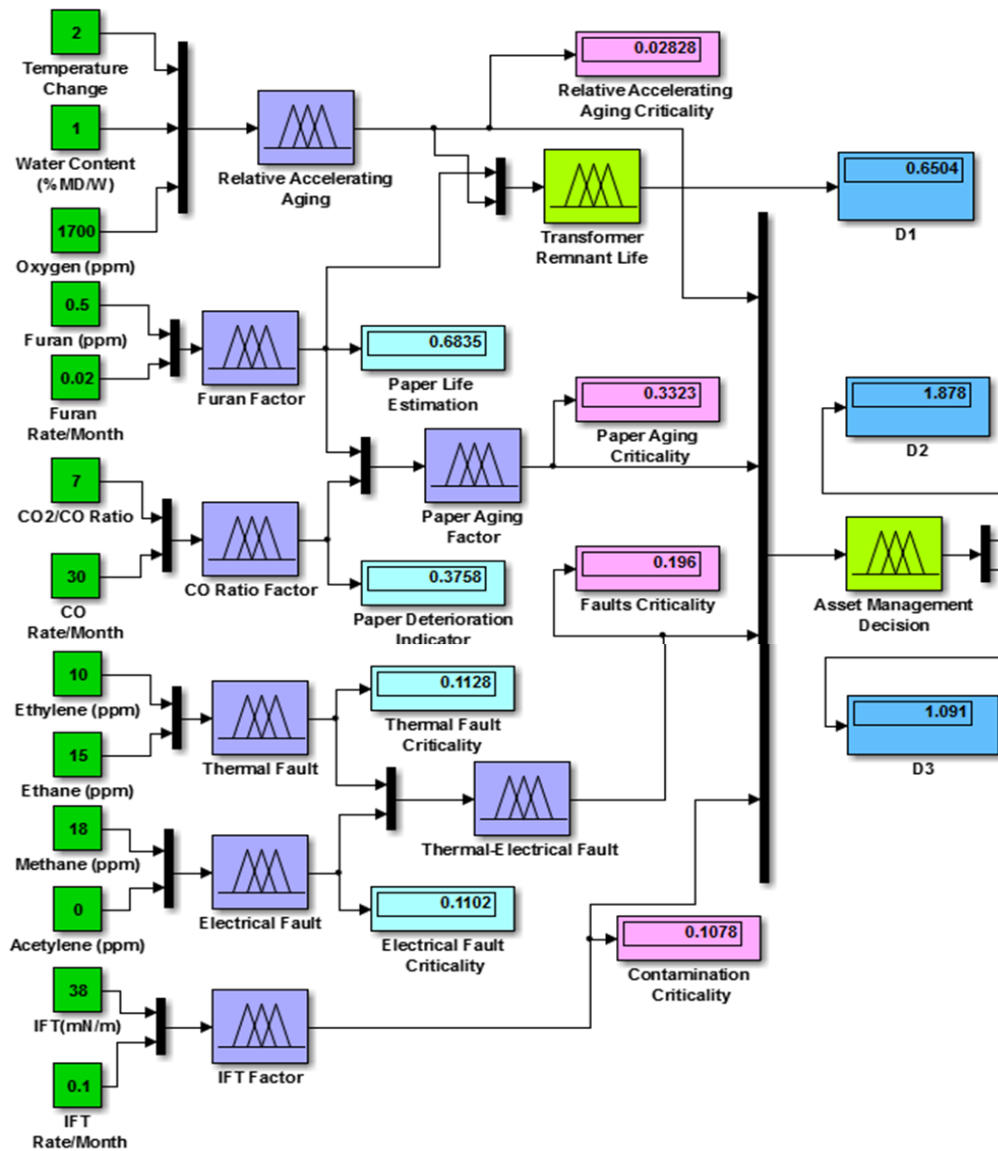 2
Temperature
Change
1
Water Content
(%MD/W)
1700
Oxygen (ppm)
0.5
Furan (ppm)
0.02
Furan
Rate/Month
7
CO2/CO Ratio
30
CO
Rate/Month
10
Ethylene (ppm)
15
Ethane (ppm)
18
Methane (ppm)
0
Acetylene (ppm)
38
IFT(mN/m)
0.1
IFT
Rate/Month
Relative Accelerating
Aging
Furan Factor
CO Ratio Factor
Thermal Fault
Electrical Fault
IFT Factor
0.6835
Paper Life
Estimation
0.3758
Paper Deterioration
Indicator
0.1128
Thermal Fault
Criticality
0.1102
Electrical Fault
Criticality
Paper Aging
Factor
Thermal-Electrical Fault
0.02828
Relative Accelerating
Aging Criticality
Transformer
Remnant Life
0.3323
Paper Aging
Criticality
0.196
Faults Criticality
0.1078
Contamination
Criticality
0.6504
D1
1.878
D2
Asset Management
Decision
1.091
D3